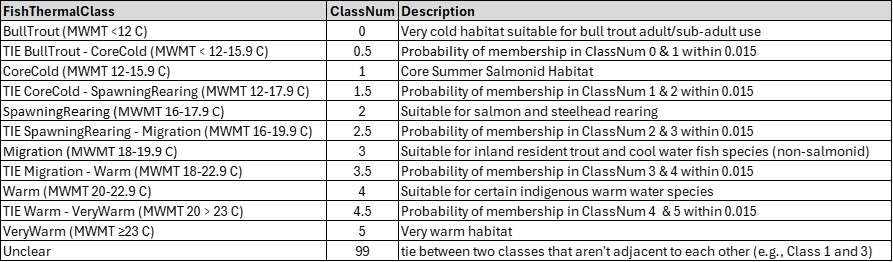 FishThermalClass ClassNum Description
BullTrout (MWMT <12 C) 0 Very cold habitat suitable for bull trout adult/sub-adult use
TIE BullTrout - CoreCold (MWMT < 12-15.9 C) 0.5 Probability of membership in ClassNum 0 & 1 within 0.015
CoreCold (MWMT 12-15.9 C) 1 Core Summer Salmonid Habitat
TIE CoreCold - SpawningRearing (MWMT 12-17.9 C) 1.5 Probability of membership in ClassNum 1 & 2 within 0.015
SpawningRearing (MWMT 16-17.9 C) 2 Suitable for salmon and steelhead rearing
TIE SpawningRearing - Migration (MWMT 16-19.9 C) 2.5 Probability of membership in ClassNum 2 & 3 within 0.015
Migration (MWMT 18-19.9 C) 3 Suitable for inland resident trout and cool water fish species (non-salmonid)
TIE Migration - Warm (MWMT 18-22.9 C) 3.5 Probability of membership in ClassNum 3 & 4 within 0.015
Warm (MWMT 20-22.9 C) 4 Suitable for certain indigenous warm water species
TIE Warm - VeryWarm (MWMT 20 > 23 C) 4.5 Probability of membership in ClassNum 4 & 5 within 0.015
VeryWarm (MWMT ≥23 C) 5 Very warm habitat
Unclear 99 tie between two classes that aren't adjacent to each other (e.g., Class 1 and 3)